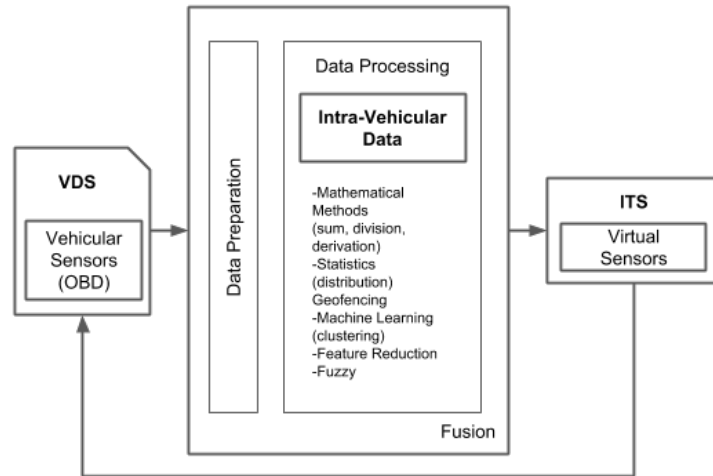 VDS
Vehicular
Sensors
(OBD)
Data Preparation
Data Processing
Intra-Vehicular
Data
-Mathematical
Methods
(sum, division,
derivation)
-Statistics
(distribution)
Geofencing
-Machine Learning
(clustering)
-Feature Reduction
-Fuzzy
Fusion
ITS
Virtual
Sensors